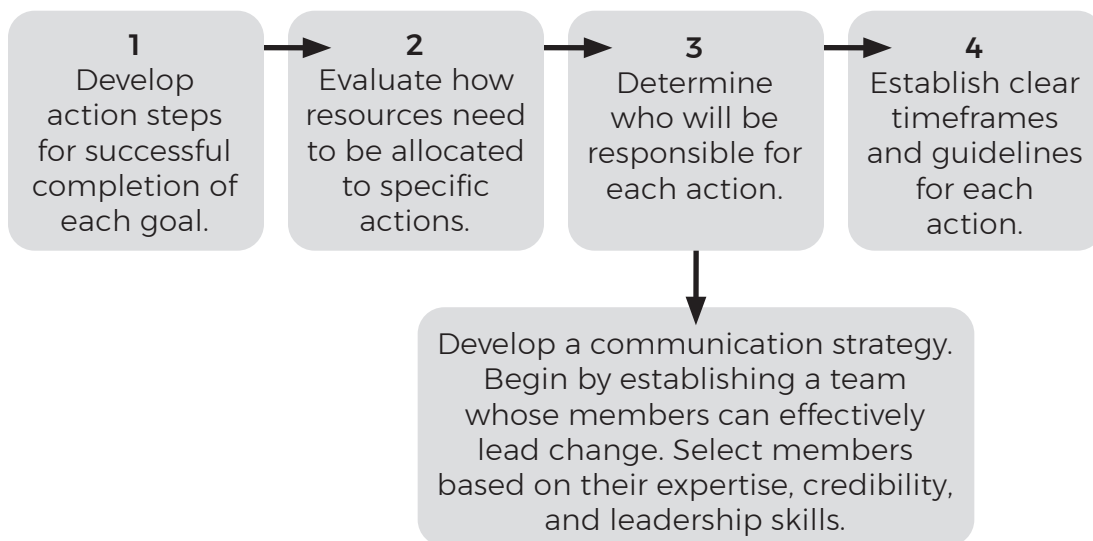 1
Develop
action steps
for successful
completion of
each goal.
2
Evaluate how
resources need
to be allocated
to specific
actions.
3
Determine
who will be
responsible for
each action.
4
Establish clear
timeframes
and guidelines
for each
action.
Develop a communication strategy.
Begin by establishing a team
whose members can effectively
lead change. Select members
based on their expertise, credibility,
and leadership skills.